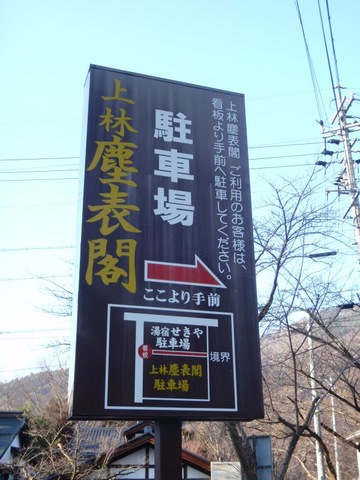 上林塵表閣ご利用のお客様は、
看板より手前へ駐車してください。
駐車場
上林塵表閣
ここより手前
湯宿せきや
駐車場
看板
境界
上林塵表閣
駐車場